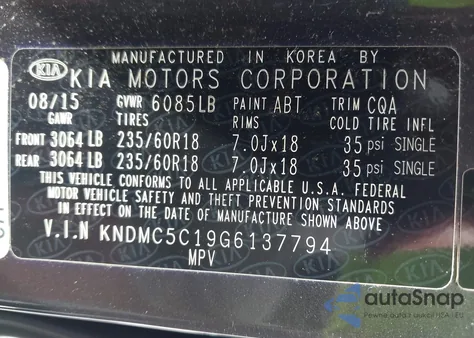 MANUFACTURED IN KOREA BY
KIA KIA MOTORS CORPORATION
08/15 GVWR 6085LB PAINT ABT TRIM CQA
GAWR TIRES RIMS COLD TIRE INFL
FRONT 3064 LB 235/60R18 7.0Jx18 35 psi SINGLE
REAR 3064 LB 235/60R18 7.0Jx18 35 psi SINGLE
THIS VEHICLE CONFORMS TO ALL APPLICABLE U.S.A. FEDERAL
MOTOR VEHICLE SAFETY AND THEFT PREVENTION STANDARDS
IN EFFECT ON THE DATE OF MANUFACTURE SHOWN ABOVE
V.I.N KNDMC5C19G6137794
MPV
autoSnap